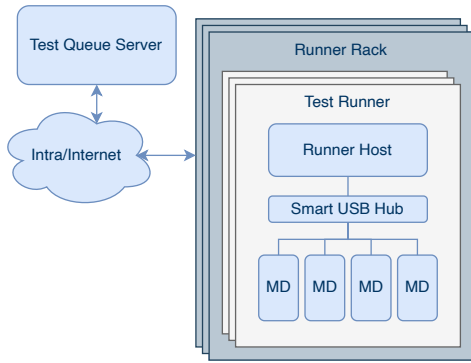 Test Queue Server
Intra/Internet
Runner Rack
Test Runner
Runner Host
Smart USB Hub
MD
MD
MD
MD